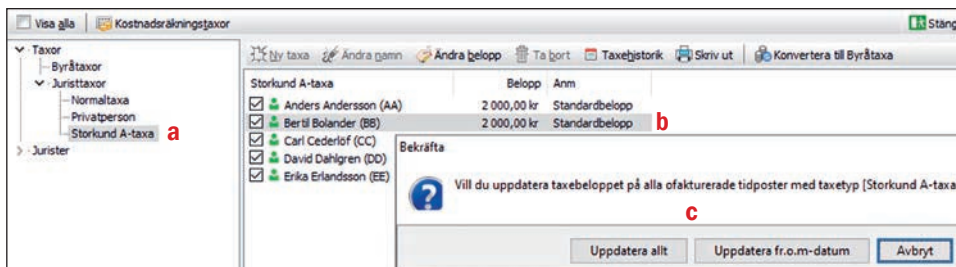 Visa alla Kostnadsräkningstaxor Stäng
Taxor
Byråtaxor
Juristtaxor
Normaltaxa
Privatperson
Storkund A-taxa a
Jurister
Ny taxa Ändra namn Ändra belopp Ta bort Taxehistorik Skriv ut Konvertera till Byråtaxa
Storkund A-taxa Belopp Anm
Anders Andersson (AA) 2 000,00 kr Standardbelopp
Bertil Bolander (BB) 2 000,00 kr Standardbelopp b
Carl Cederlöf (CC)
David Dahlgren (DD)
Erika Erlandsson (EE)
Bekräfta
Vill du uppdatera taxebeloppet på alla ofakturerade tidposter med taxetyp [Storkund A-taxa
c
Uppdatera allt Uppdatera fr.o.m-datum Avbryt